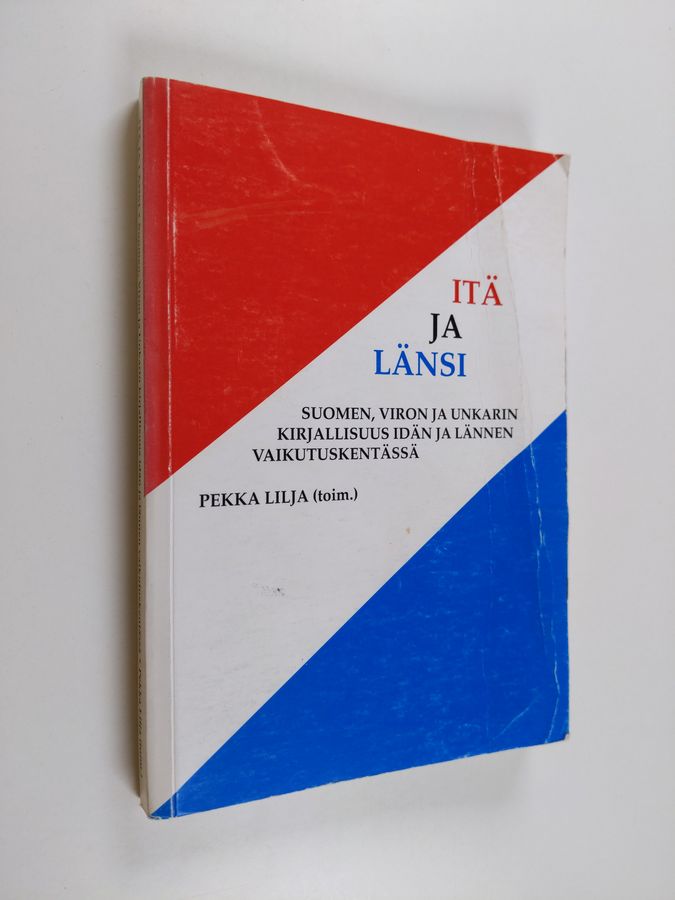 ITÄ
JA
LÄNSI
SUOMEN, VIRON JA UNKARIN
KIRJALLISUUS IDÄN JA LÄNNEN
VAIKUTUSKENTÄSSÄ
PEKKA LILJA (toim.)